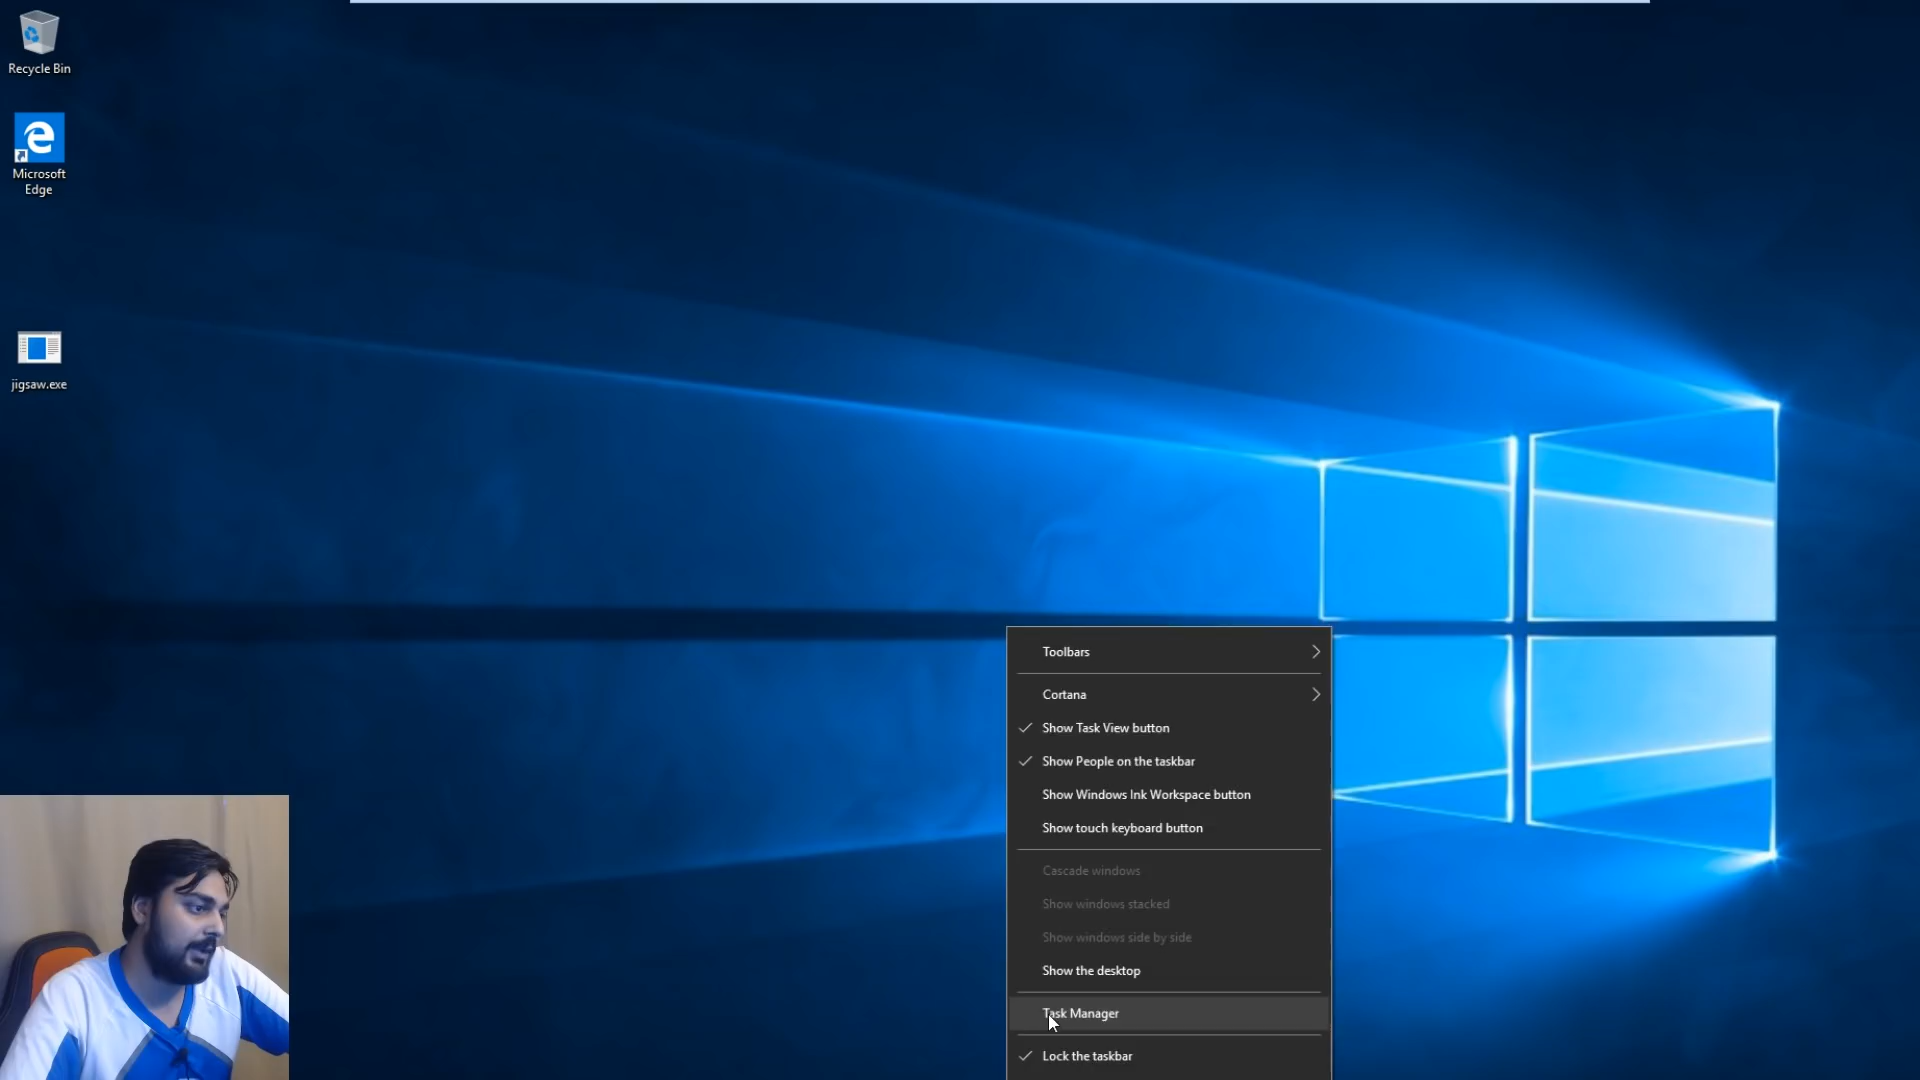 Recycle Bin
Microsoft
Edge
jigsaw.exe
Toolbars
Cortana
Show Task View button
Show People on the taskbar
Show Windows Ink Workspace button
Show touch keyboard button
Cascade windows
Show windows stacked
Show windows side by side
Show the desktop
Task Manager
Lock the taskbar